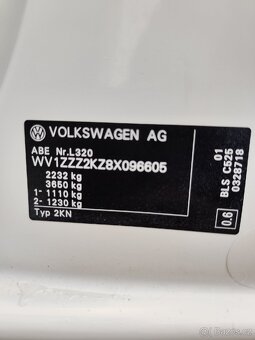 VOLKSWAGEN AG
ABE Nr.L320
WV1ZZZ2KZ8X096605
2232 kg
3650 kg
1- 1110 kg
2- 1230 kg
Typ 2KN
01
BLS C525
0328718
0.6